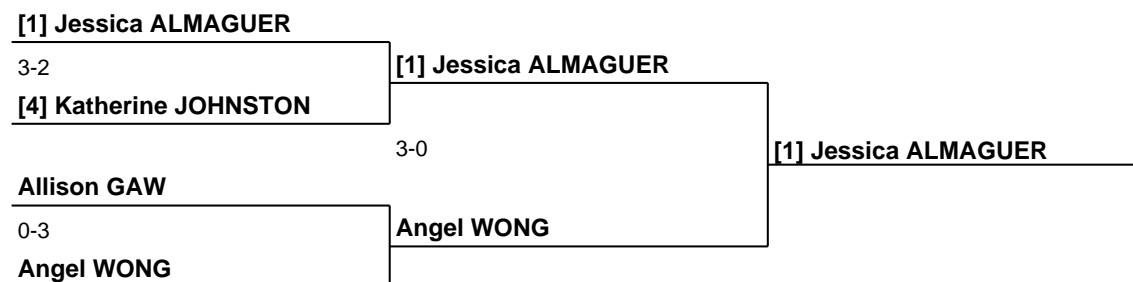 [1] Jessica ALMAGUER
3-2
[1] Jessica ALMAGUER
[4] Katherine JOHNSTON
3-0
[1] Jessica ALMAGUER
Allison GAW
0-3
Angel WONG
Angel WONG